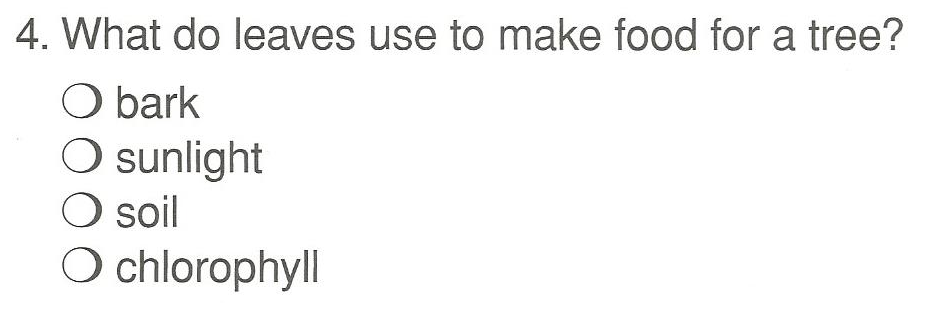 4. What do leaves use to make food for a tree?
bark
sunlight
soil
chlorophyll